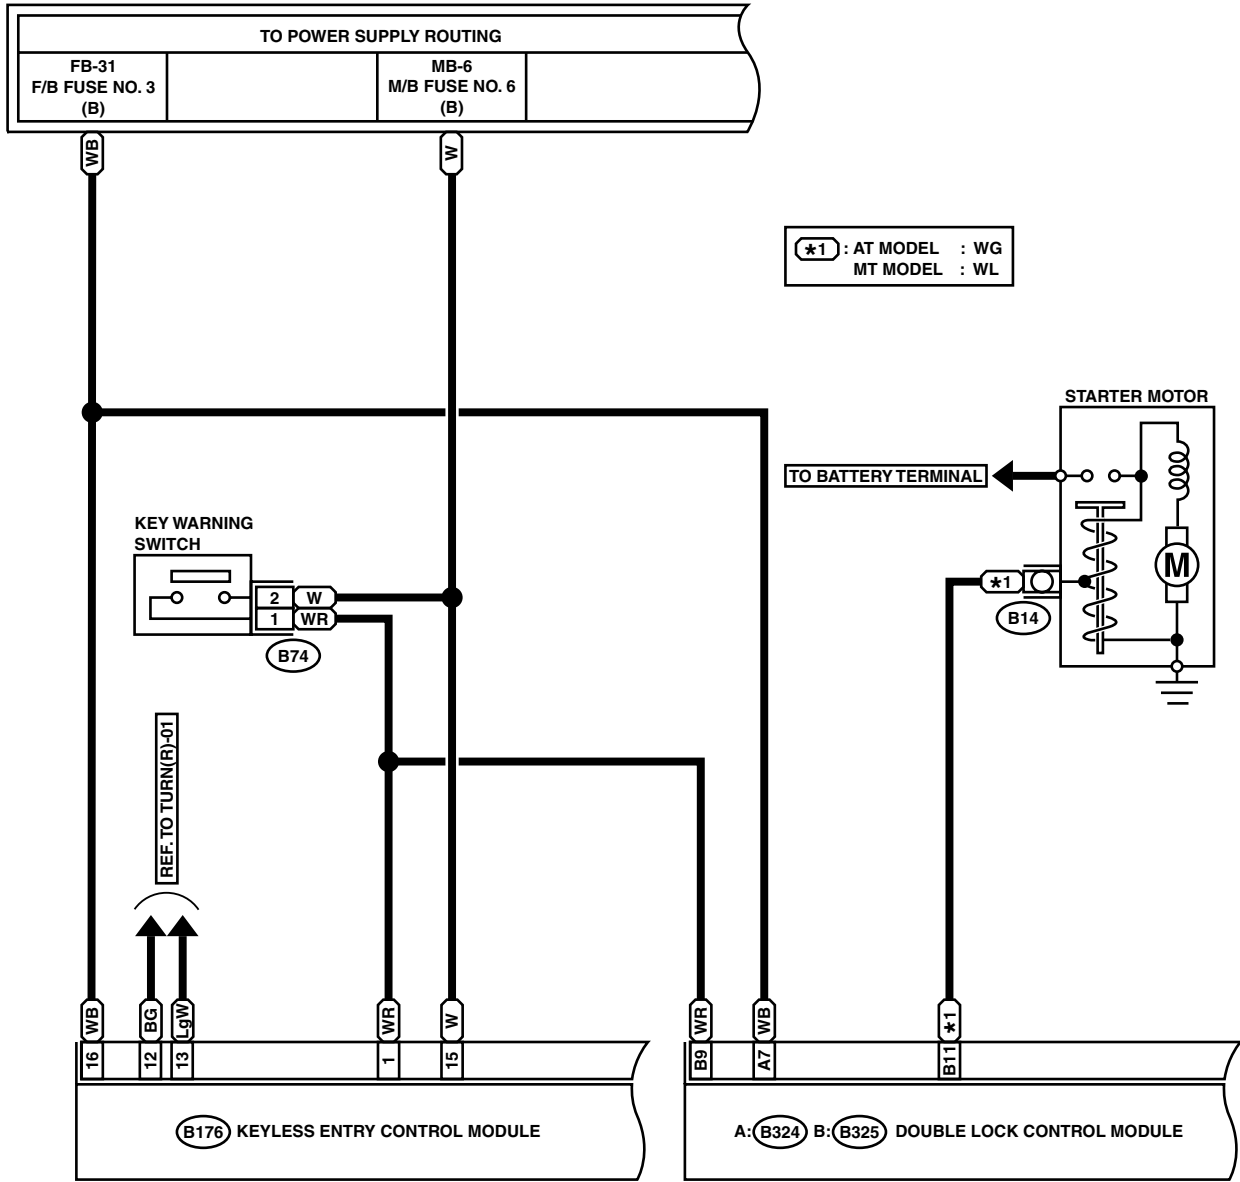 TO POWER SUPPLY ROUTING
FB-31
F/B FUSE NO. 3
(B)
MB-6
M/B FUSE NO. 6
(B)
WB
W
*1 : AT MODEL : WG
MT MODEL : WL
STARTER MOTOR
TO BATTERY TERMINAL
M
*1
B14
KEY WARNING
SWITCH
2 W
1 WR
B74
REF. TO TURN(R)-01
WB
BG
LgW
WR
W
WR
WB
*1
16
12
13
1
15
B9
A7
B11
B176 KEYLESS ENTRY CONTROL MODULE
A: B324 B: B325 DOUBLE LOCK CONTROL MODULE